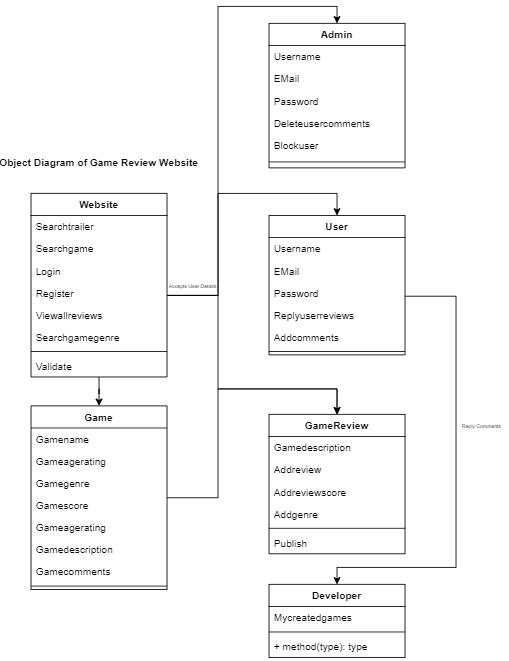 Object Diagram of Game Review Website
Website
Searchtrailer
Searchgame
Login
Register
Viewallreviews
Searchgamegenre
Validate
Game
Gamename
Gameagerating
Gamegenre
Gamescore
Gameagerating
Gamedescription
Gamecomments
Accepts User Details
Admin
Username
EMail
Password
Deleteusercomments
Blockuser
User
Username
EMail
Password
Replyuserreviews
Addcomments
GameReview
Gamedescription
Addreview
Addreviewscore
Addgenre
Publish
Reply Comments
Developer
Mycreatedgames
+ method(type): type